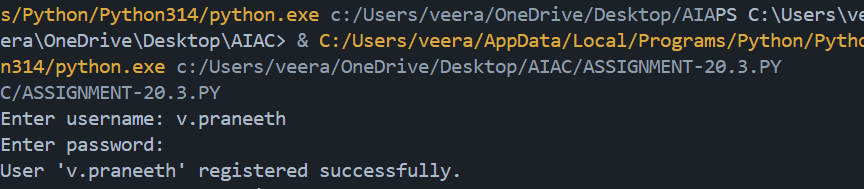 s/Python/Python314/python.exe c:/Users/veera/OneDrive/Desktop/AIAPS C:\Users\ve
era\OneDrive\Desktop\AIAC> & C:/Users/veera/AppData/Local/Programs/Python/Pytho
n314/python.exe c:/Users/veera/OneDrive/Desktop/AIAC/ASSIGNMENT-20.3.PY
C/ASSIGNMENT-20.3.PY
Enter username: v.praneeth
Enter password:
User 'v.praneeth' registered successfully.